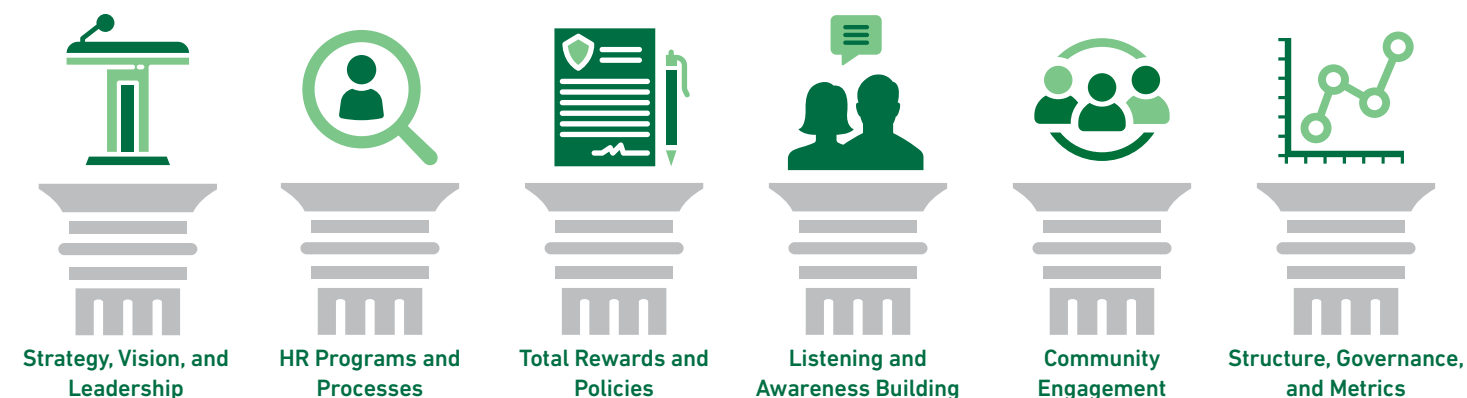 Strategy, Vision, and
Leadership
HR Programs and
Processes
Total Rewards and
Policies
Listening and
Awareness Building
Community
Engagement
Structure, Governance,
and Metrics